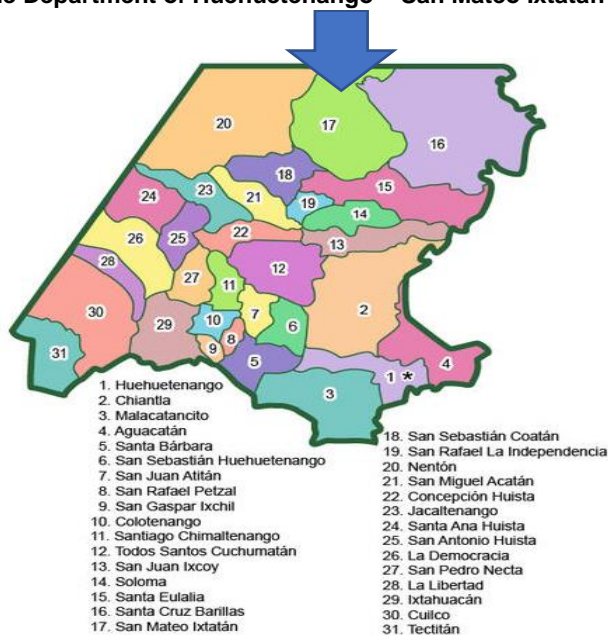 Department of Huehuetenango – San Mateo Ixtatán
20
17
16
18
15
24
23
21
19
14
25
22
13
26
12
28
27
11
2
30
10
7
29
8
6
31
9
5
4
1 *
3
1. Huehuetenango
2. Chiantla
3. Malacatancito
4. Aguacatán
5. Santa Bárbara
6. San Sebastián Huehuetenango
7. San Juan Atitán
8. San Rafael Petzal
9. San Gaspar Ixchil
10. Colotenango
11. Santiago Chimaltenango
12. Todos Santos Cuchumatán
13. San Juan Ixcoy
14. Soloma
15. Santa Eulalia
16. Santa Cruz Barillas
17. San Mateo Ixtatán
18. San Sebastián Coatán
19. San Rafael La Independencia
20. Nentón
21. San Miguel Acatán
22. Concepción Huista
23. Jacaltenango
24. Santa Ana Huista
25. San Antonio Huista
26. La Democracia
27. San Pedro Necta
28. La Libertad
29. Ixtahuacán
30. Cuilco
31. Tectitán